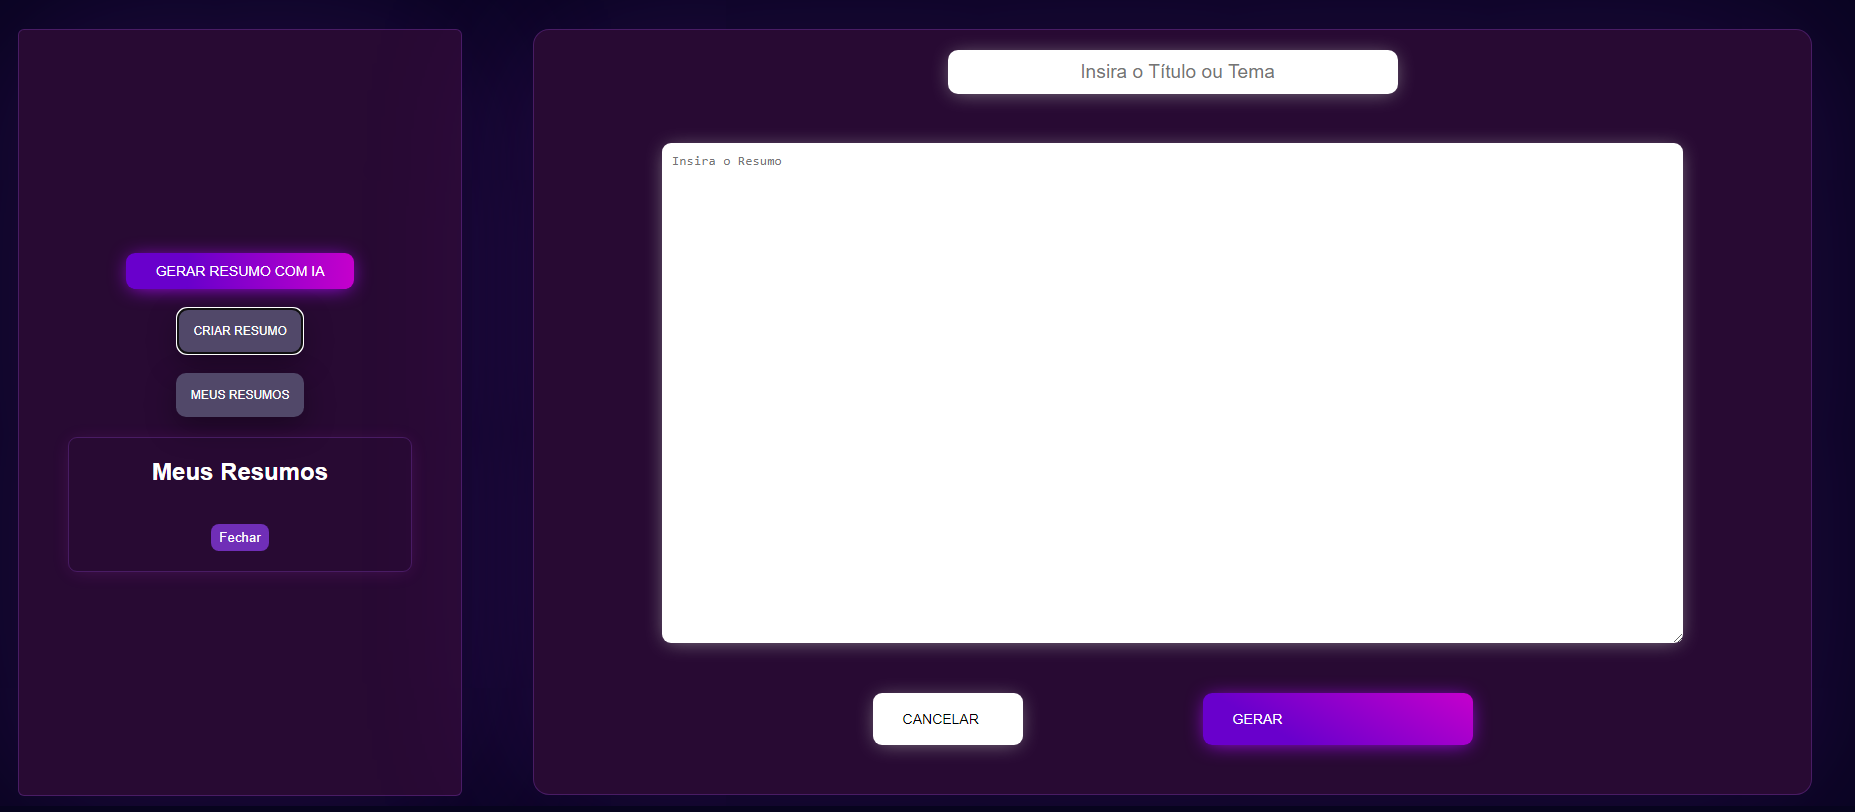 GERAR RESUMO COM IA
CRIAR RESUMO
MEUS RESUMOS
Meus Resumos
Fechar
Insira o Título ou Tema
Insira o Resumo
CANCELAR
GERAR